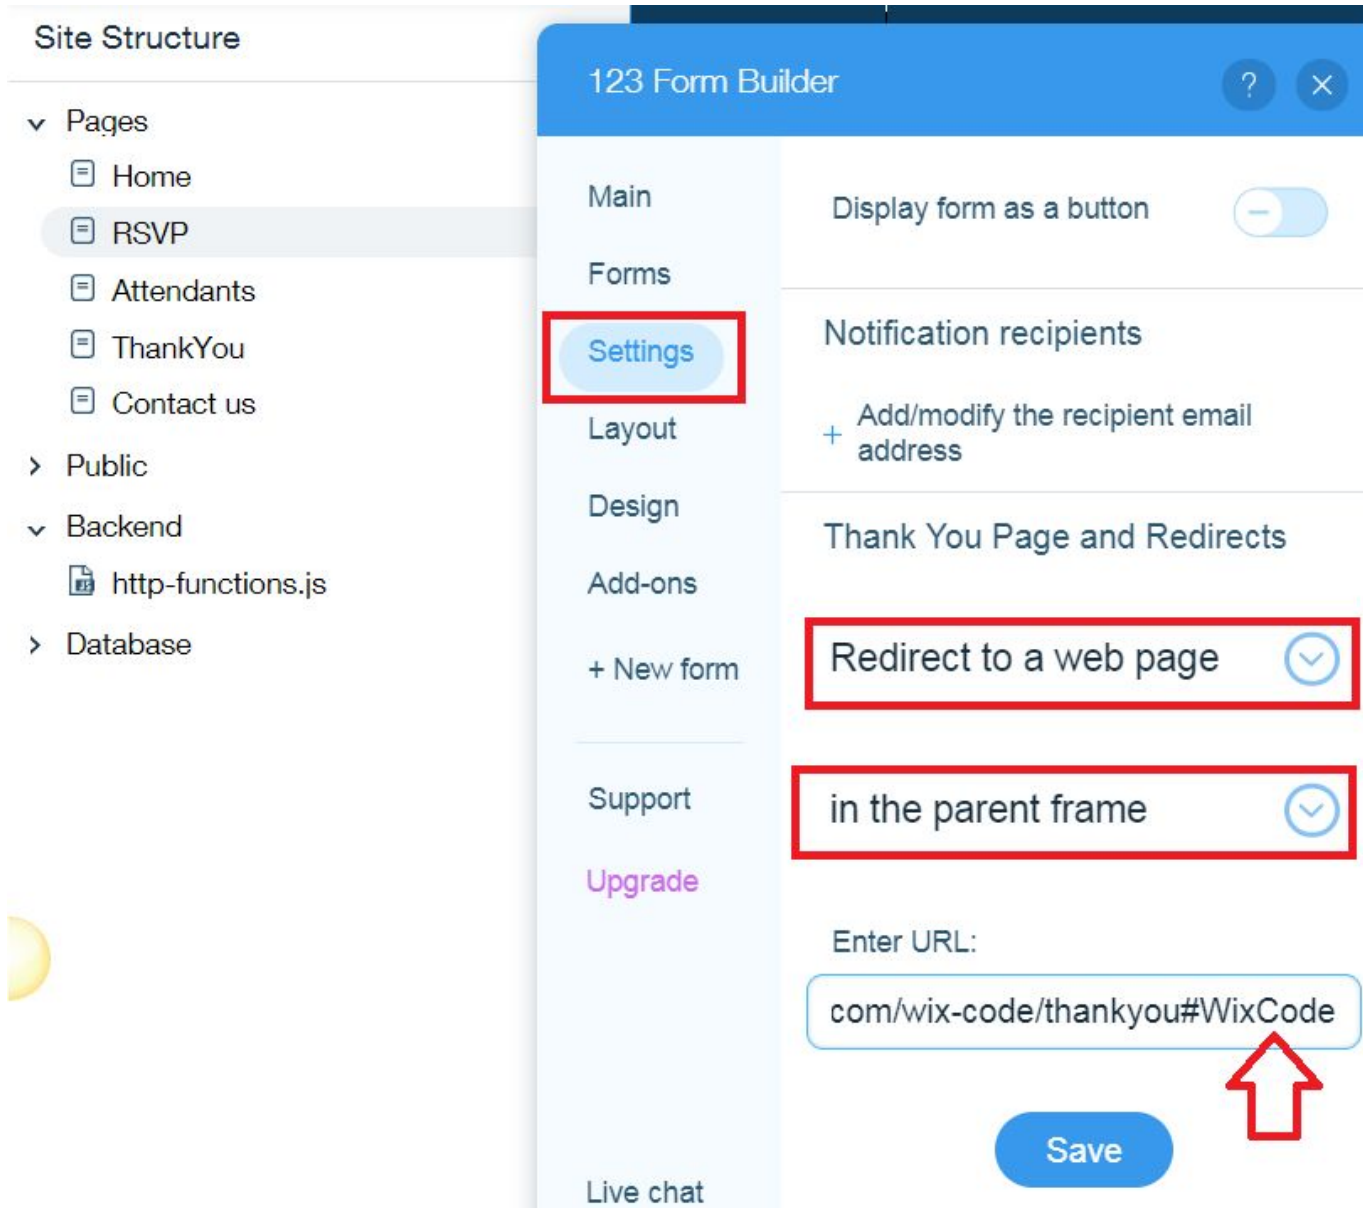 Site Structure
Pages
Home
RSVP
Attendants
ThankYou
Contact us
Public
Backend
http-functions.js
Database
123 Form Builder
?
Main
Forms
Settings
Layout
Design
Add-ons
+ New form
Support
Upgrade
Live chat
Display form as a button
Notification recipients
+ Add/modify the recipient email
address
Thank You Page and Redirects
Redirect to a web page
in the parent frame
Enter URL:
com/wix-code/thankyou#WixCode
Save